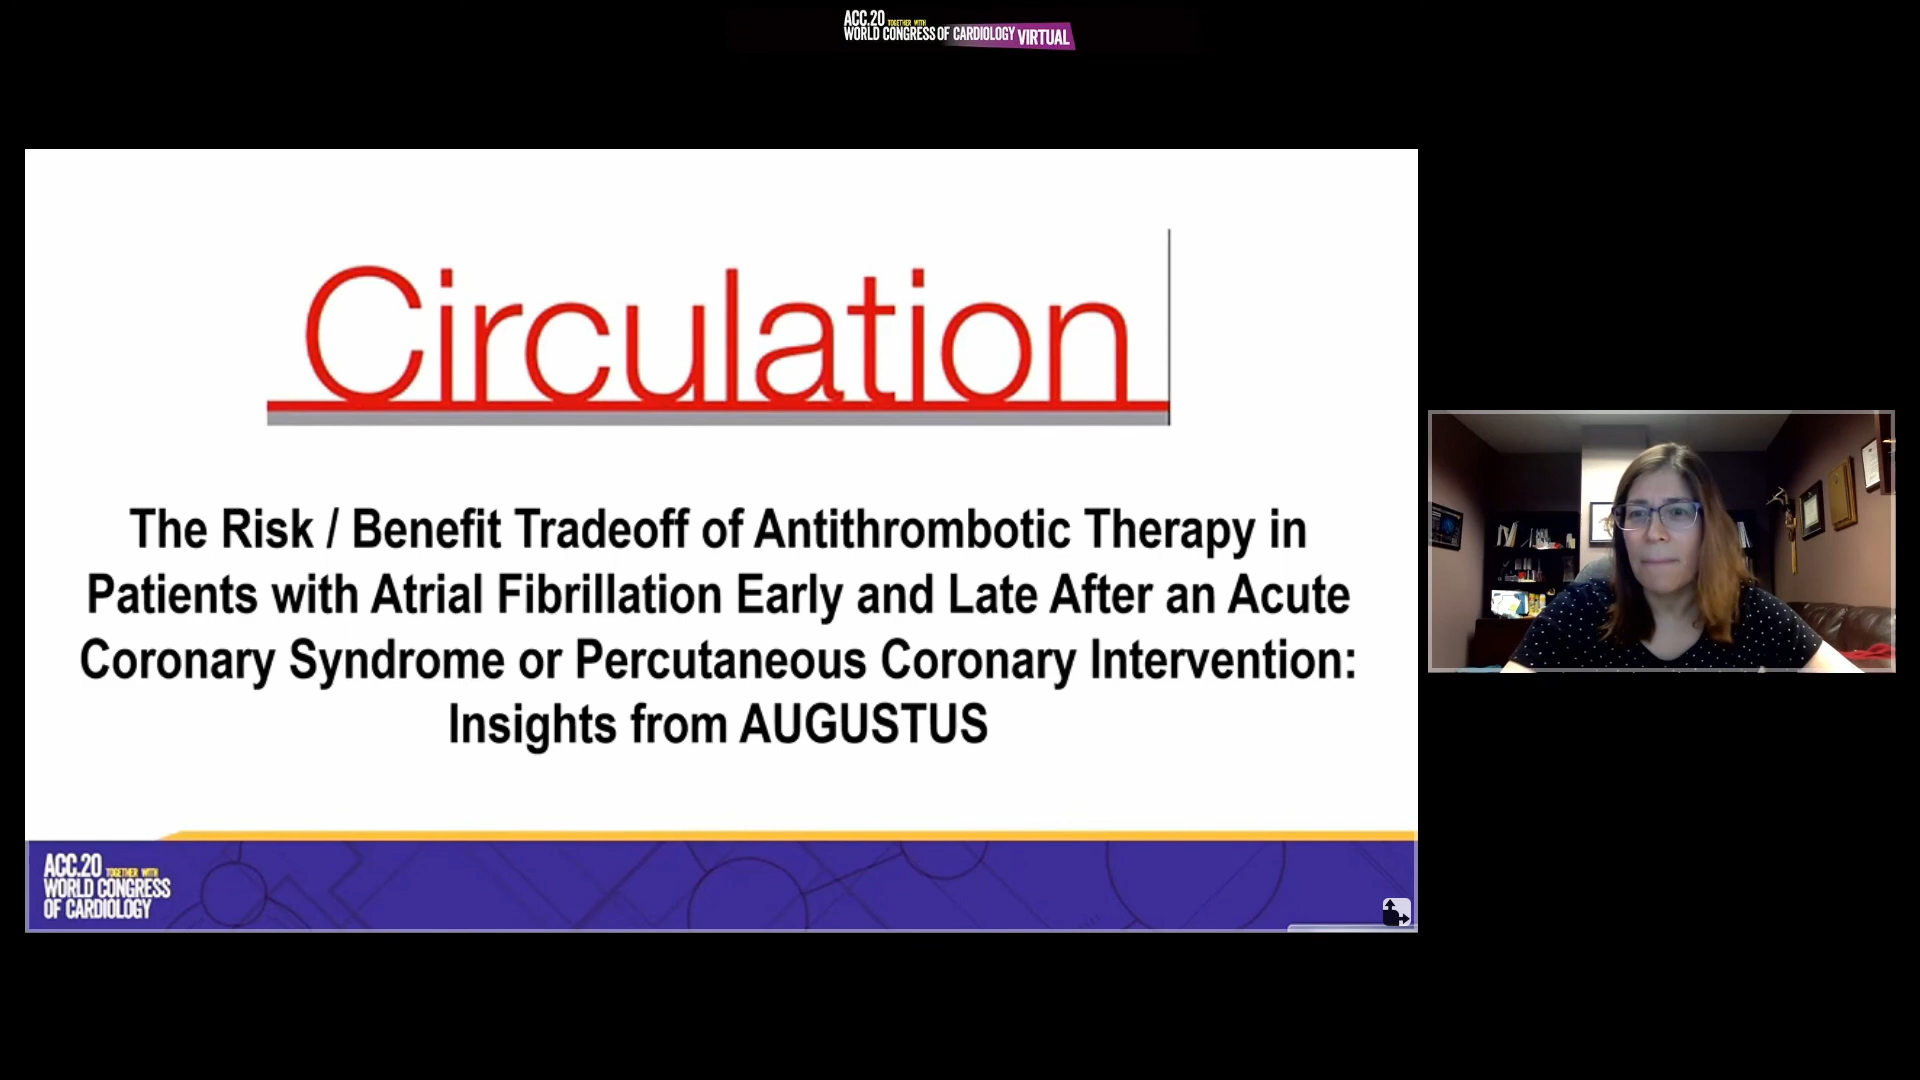 ACC.20 TOGETHER WITH
WORLD CONGRESS OF CARDIOLOGY VIRTUAL
Circulation
The Risk / Benefit Tradeoff of Antithrombotic Therapy in
Patients with Atrial Fibrillation Early and Late After an Acute
Coronary Syndrome or Percutaneous Coronary Intervention:
Insights from AUGUSTUS
ACC.20 TOGETHER WITH
WORLD CONGRESS
OF CARDIOLOGY